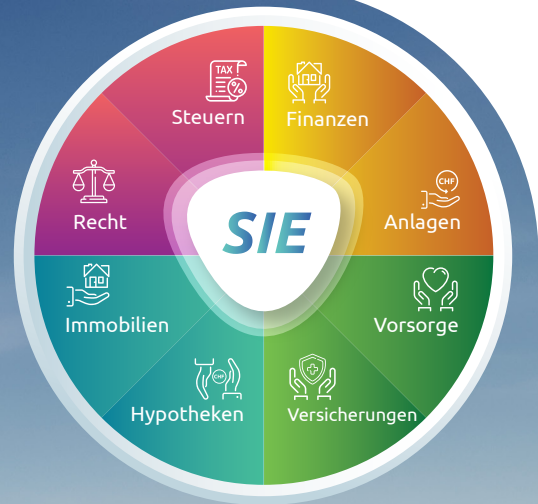 TAX
%
Steuern
Finanzen
CHF
Recht
Anlagen
SIE
Immobilien
Vorsorge
CHF
Hypotheken
Versicherungen